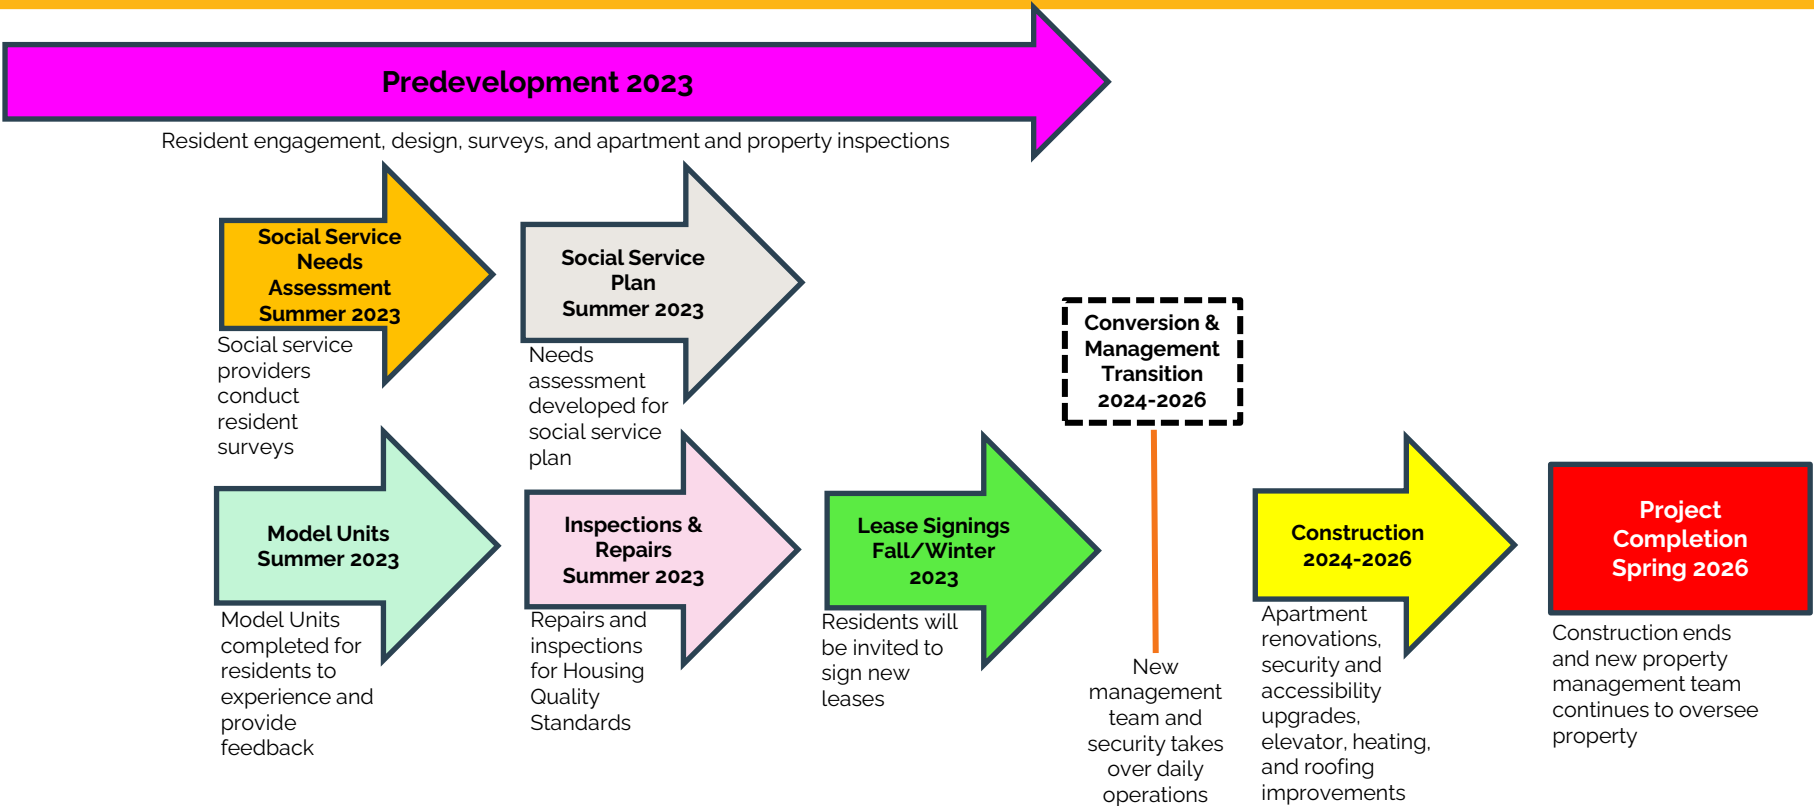 Predevelopment 2023
Resident engagement, design, surveys, and apartment and property inspections
Social Service
Needs
Assessment
Summer 2023
Social service
providers
conduct
resident
surveys
Social Service
Plan
Summer 2023
Needs
assessment
developed for
social service
plan
Model Units
Summer 2023
Model Units
completed for
residents to
experience and
provide
feedback
Inspections &
Repairs
Summer 2023
Repairs and
inspections
for Housing
Quality
Standards
Lease Signings
Fall/Winter
2023
Residents will
be invited to
sign new
leases
Conversion &
Management
Transition
2024-2026
New
management
team and
security takes
over daily
operations
Construction
2024-2026
Apartment
renovations,
security and
accessibility
upgrades,
elevator, heating,
and roofing
improvements
Project
Completion
Spring 2026
Construction ends
and new property
management team
continues to oversee
property